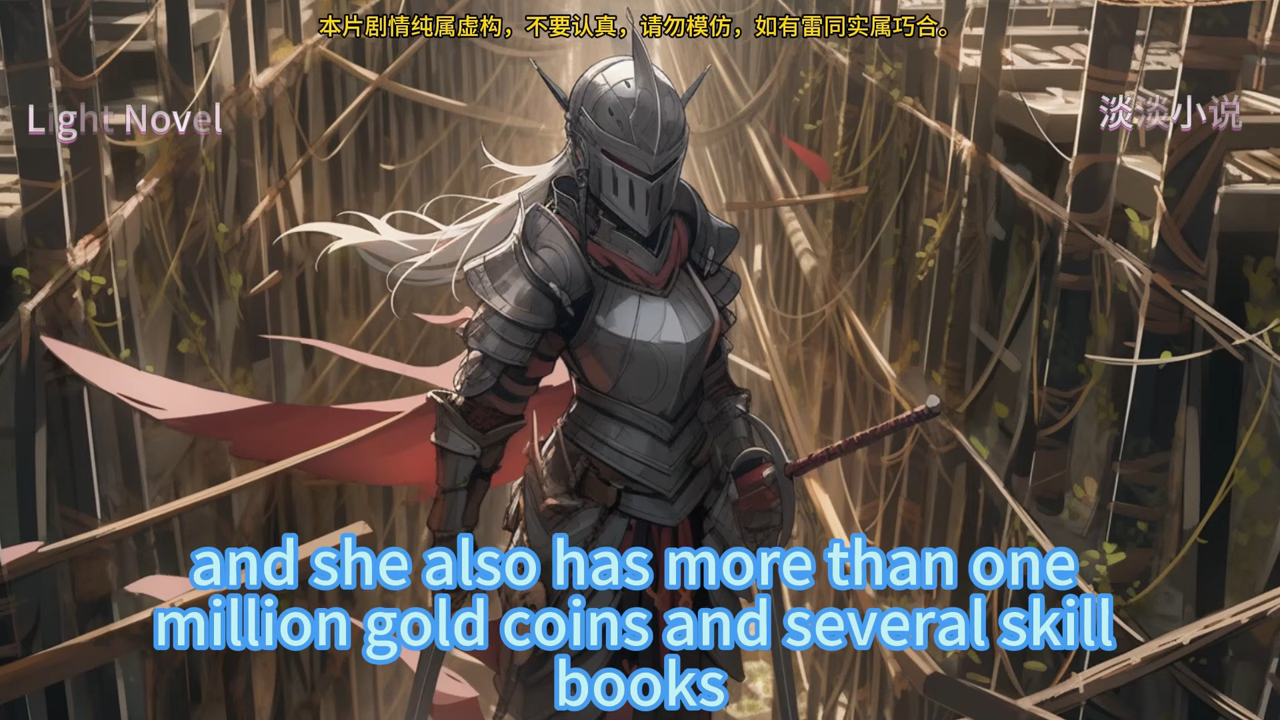 本片剧情纯属虚构，不要认真，请勿模仿，如有雷同实属巧合。
Light Novel
淡淡小说
and she also has more than one
million gold coins and several skill
books